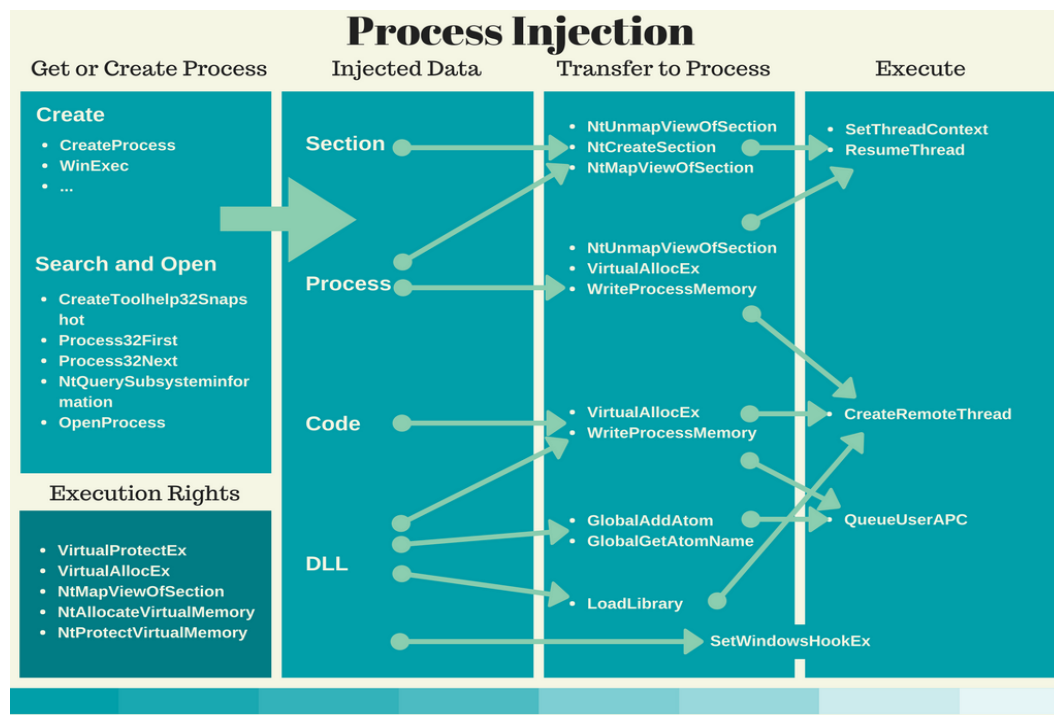 Process Injection
Get or Create Process
Create
CreateProcess
WinExec
...
Search and Open
CreateToolhelp32Snaps
hot
Process32First
Process32Next
NtQuerySubsysteminfor
mation
OpenProcess
Execution Rights
VirtualProtectEx
VirtualAllocEx
NtMapViewOfSection
NtAllocateVirtualMemory
NtProtectVirtualMemory
Injected Data
Section
Process
Code
DLL
Transfer to Process
NtUnmapViewOfSection
NtCreateSection
NtMapViewOfSection
NtUnmapViewOfSection
VirtualAllocEx
WriteProcessMemory
VirtualAllocEx
WriteProcessMemory
GlobalAddAtom
GlobalGetAtomName
LoadLibrary
SetWindowsHookEx
Execute
SetThreadContext
ResumeThread
CreateRemoteThread
QueueUserAPC